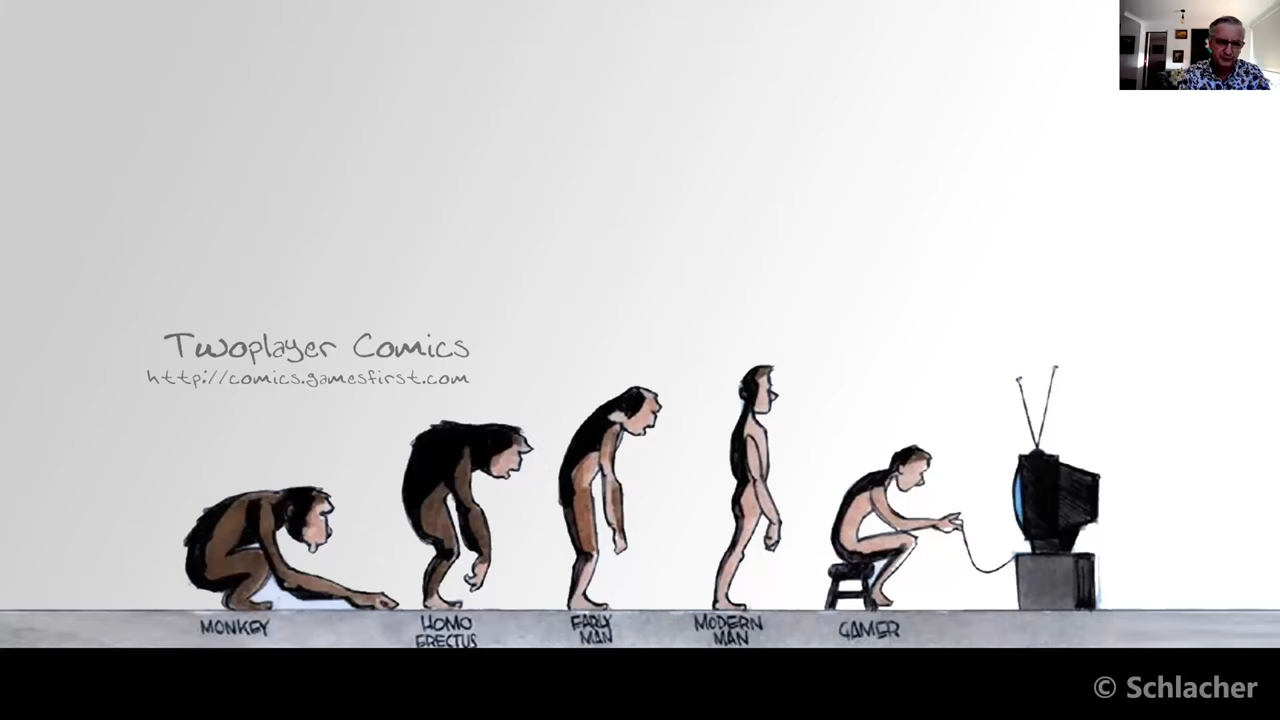 Twoplayer Comics
http://comics.gamesfirst.com
MONKEY
HOMO
ERECTUS
EARLY
MAN
MODERN
MAN
GAMER
© Schlacher